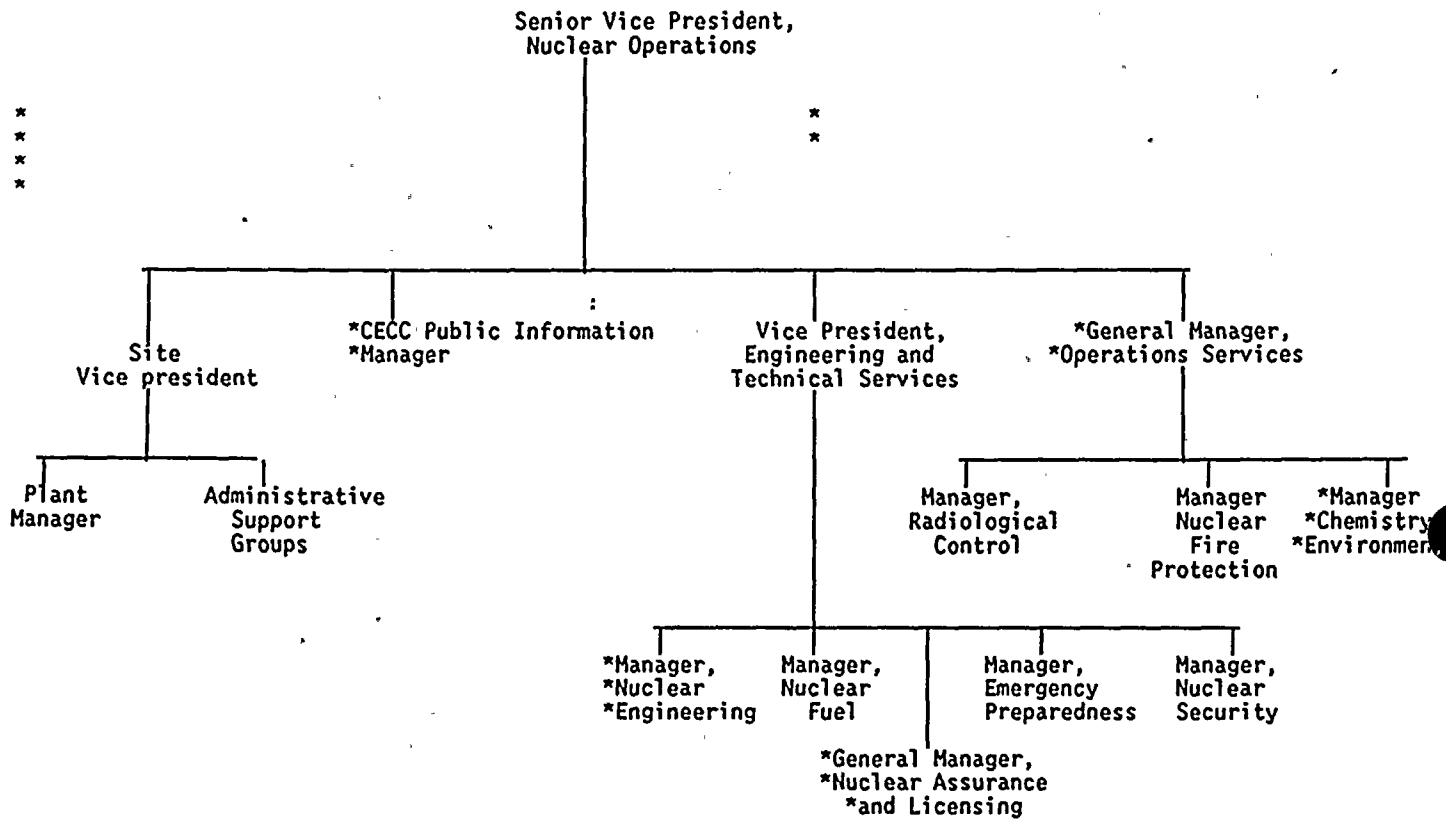 Senior Vice President,
Nuclear Operations
* *
* *
*
*
Site
Vice president
*CECC Public Information
*Manager
Vice President,
Engineering and
Technical Services
*General Manager,
*Operations Services
Plant
Manager
Administrative
Support
Groups
Manager,
Radiological
Control
Manager
Nuclear
Fire
Protection
*Manager
*Chemistry
*Environmen
*Manager,
*Nuclear
*Engineering
Manager,
Nuclear
Fuel
Manager,
Emergency
Preparedness
Manager,
Nuclear
Security
*General Manager,
*Nuclear Assurance
*and Licensing